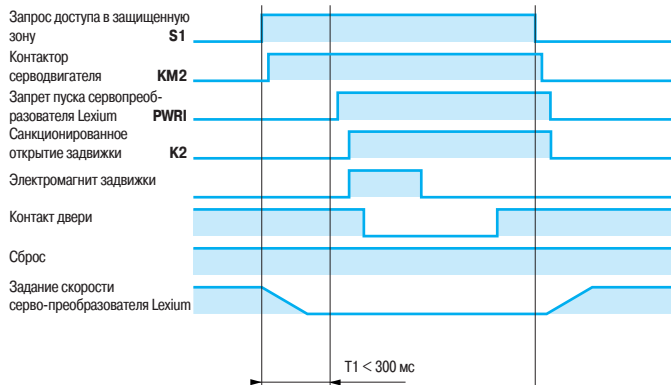 Запрос доступа в защищенную
зону S1
Контактор
серводвигателя KM2
Запрет пуска сервопреоб-
разователя Lexium PWRI
Санкционированное
открытие задвижки K2
Электромагнит задвижки
Контакт двери
Сброс
Задание скорости
серво-преобразователя Lexium
T1 < 300 мс